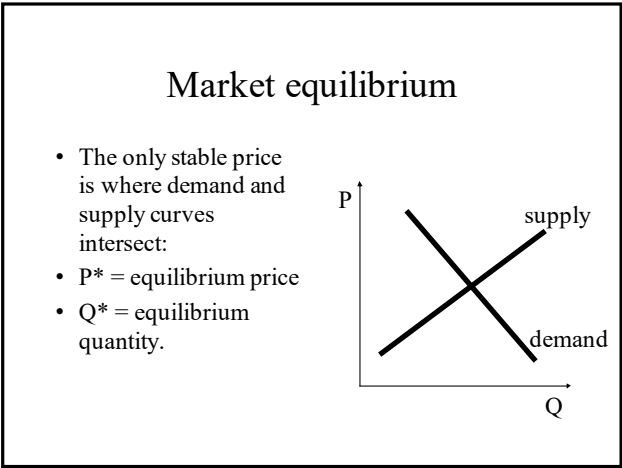 Market equilibrium
• The only stable price
is where demand and
supply curves
intersect:
• P* = equilibrium price
• Q* = equilibrium
quantity.
P
supply
demand
Q